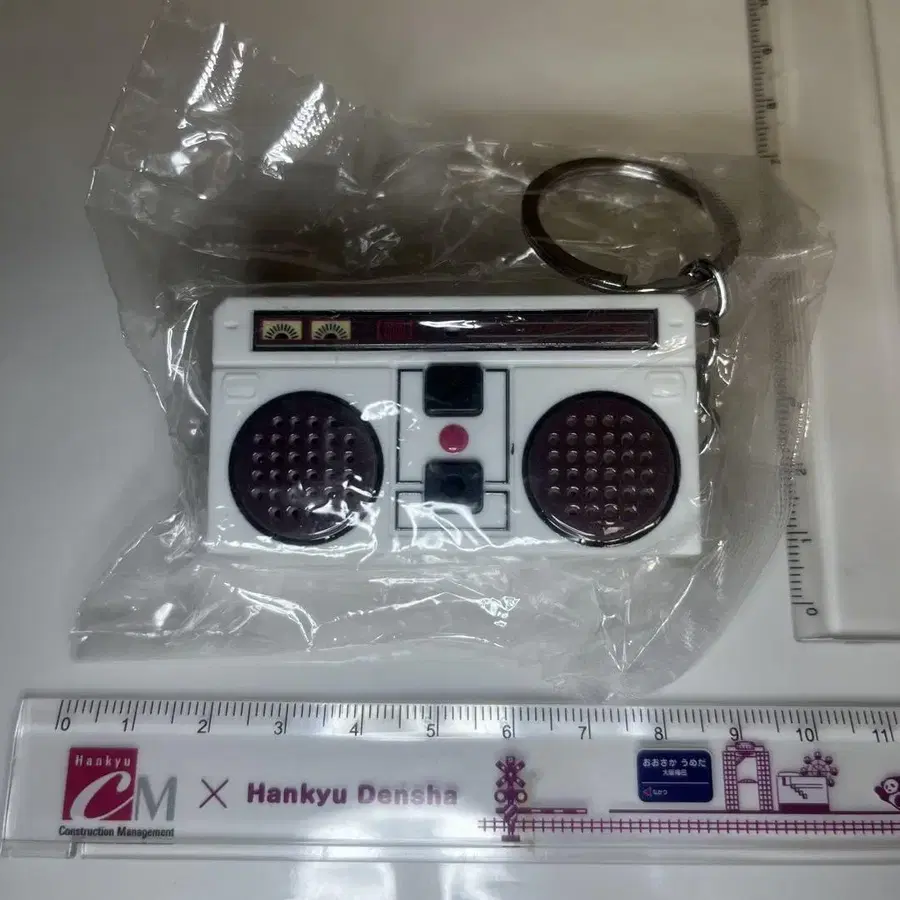 0 1 2 3 4 5 6 7 8 9 10 11
Hankyu
CM
Construction Management
× Hankyu Densha
おおさか うめだ
大阪梅田
0